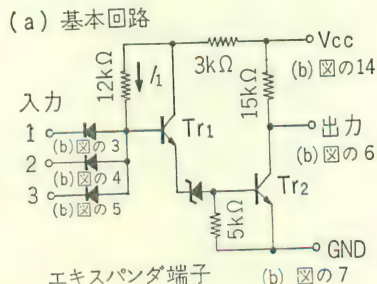 (a) 基本回路
12kΩ
I₁
3kΩ
15kΩ
Vcc
(b) 図の14
入力
1
(b)図の3
2
(b)図の4
3
(b)図の5
Tr₁
出力
(b) 図の6
Tr₂
5kΩ
GND
エキスパンダ端子
(b) 図の7